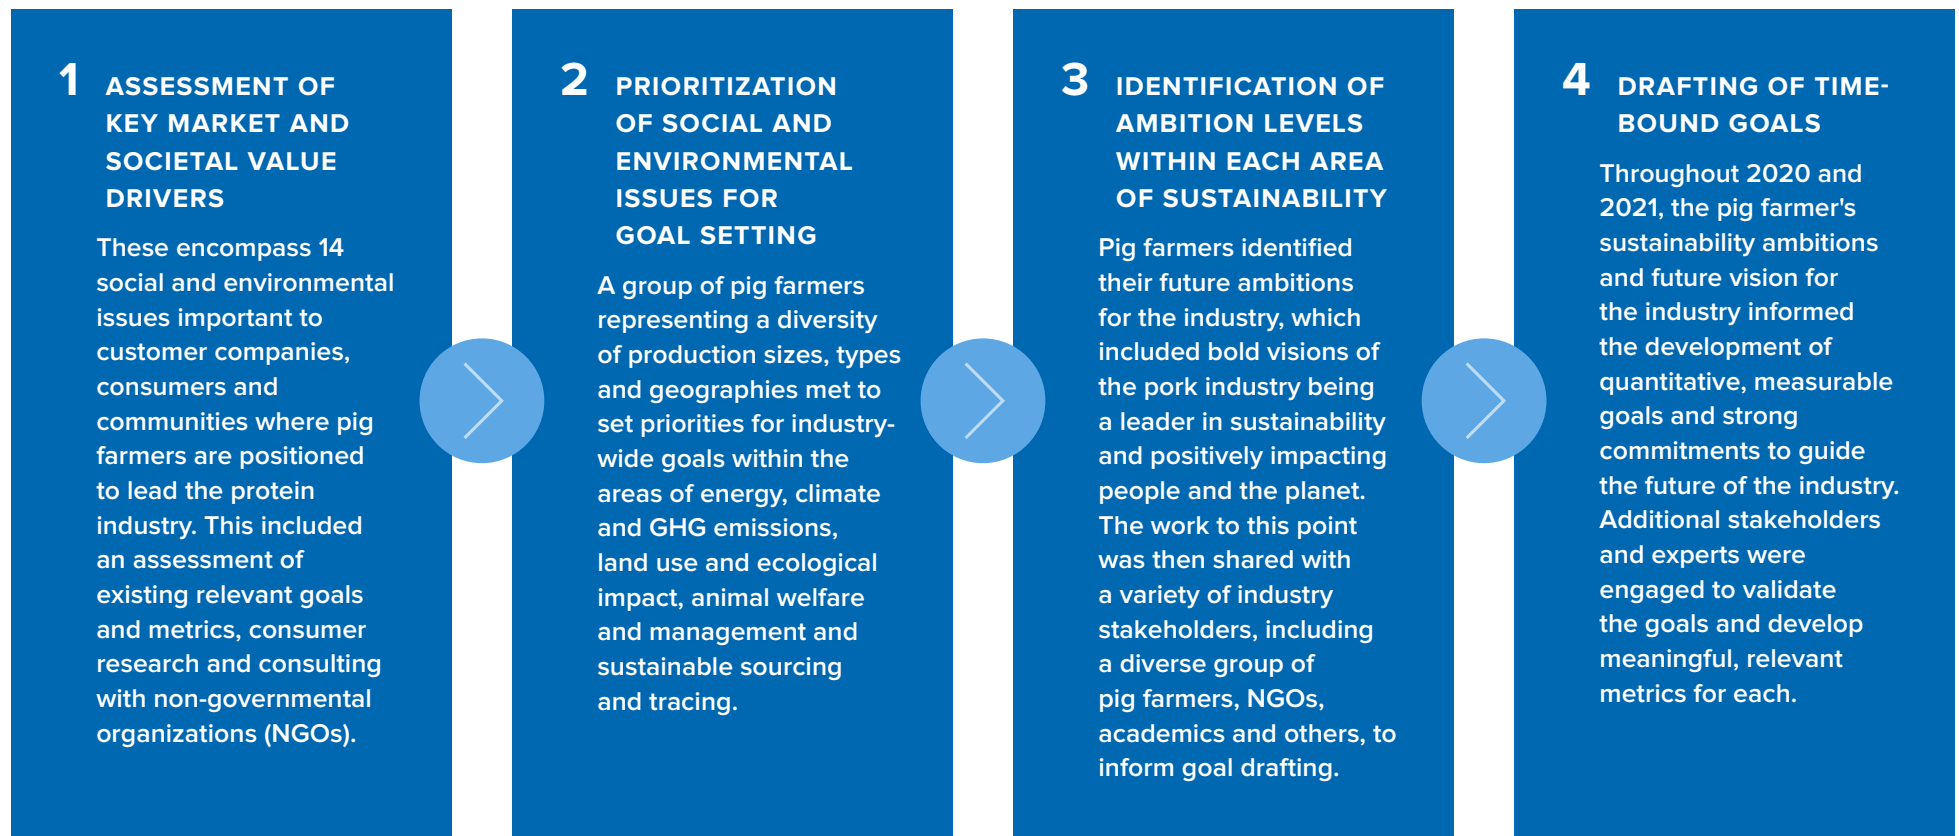 1 ASSESSMENT OF
KEY MARKET AND
SOCIETAL VALUE
DRIVERS
These encompass 14
social and environmental
issues important to
customer companies,
consumers and
communities where pig
farmers are positioned
to lead the protein
industry. This included
an assessment of
existing relevant goals
and metrics, consumer
research and consulting
with non-governmental
organizations (NGOs).
2 PRIORITIZATION
OF SOCIAL AND
ENVIRONMENTAL
ISSUES FOR
GOAL SETTING
A group of pig farmers
representing a diversity
of production sizes, types
and geographies met to
set priorities for industry-
wide goals within the
areas of energy, climate
and GHG emissions,
land use and ecological
impact, animal welfare
and management and
sustainable sourcing
and tracing.
3 IDENTIFICATION OF
AMBITION LEVELS
WITHIN EACH AREA
OF SUSTAINABILITY
Pig farmers identified
their future ambitions
for the industry, which
included bold visions of
the pork industry being
a leader in sustainability
and positively impacting
people and the planet.
The work to this point
was then shared with
a variety of industry
stakeholders, including
a diverse group of
pig farmers, NGOs,
academics and others, to
inform goal drafting.
4 DRAFTING OF TIME-
BOUND GOALS
Throughout 2020 and
2021, the pig farmer's
sustainability ambitions
and future vision for
the industry informed
the development of
quantitative, measurable
goals and strong
commitments to guide
the future of the industry.
Additional stakeholders
and experts were
engaged to validate
the goals and develop
meaningful, relevant
metrics for each.